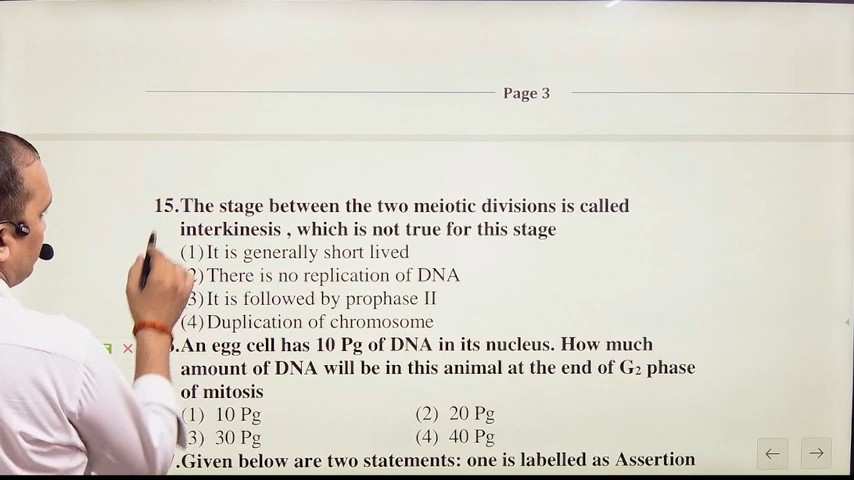 Page 3
15.The stage between the two meiotic divisions is called
interkinesis , which is not true for this stage
(1)It is generally short lived
2)There is no replication of DNA
3)It is followed by prophase II
(4)Duplication of chromosome
.An egg cell has 10 Pg of DNA in its nucleus. How much
amount of DNA will be in this animal at the end of G₂ phase
of mitosis
(1) 10 Pg (2) 20 Pg
3) 30 Pg (4) 40 Pg
.Given below are two statements: one is labelled as Assertion